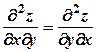 ∂²z/∂x∂y = ∂²z/∂y∂x